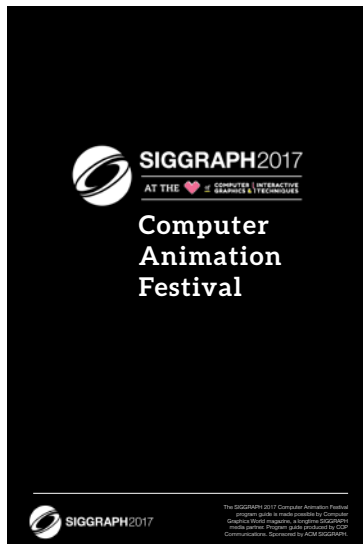 SIGGRAPH2017
AT THE of COMPUTER | INTERACTIVE
GRAPHICS & TECHNIQUES
Computer
Animation
Festival
The SIGGRAPH 2017 Computer Animation Festival
program guide is made possible by Computer
Graphics World magazine, a longtime SIGGRAPH
media partner. Program guide produced by COP
Communications. Sponsored by ACM SIGGRAPH.
SIGGRAPH2017